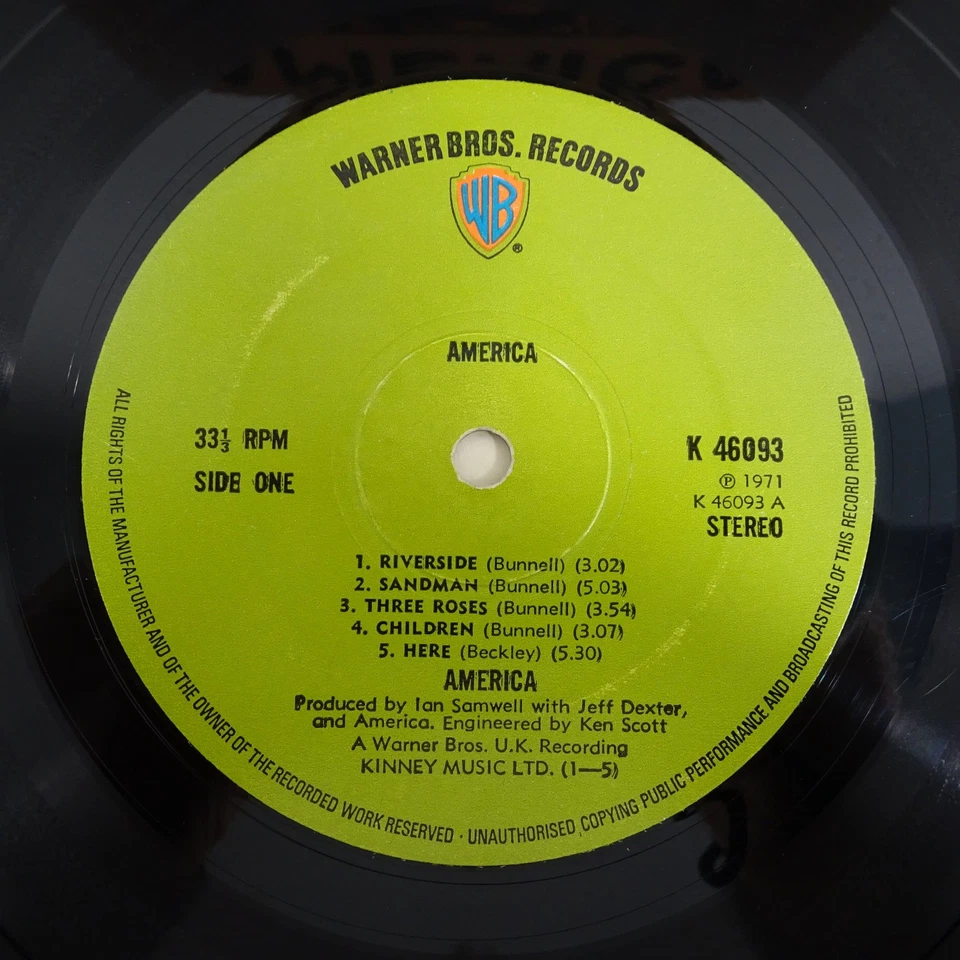 WARNER BROS. RECORDS
WB
®
AMERICA
33⅓ RPM
SIDE ONE
K 46093
℗ 1971
K 46093 A
STEREO
1. RIVERSIDE (Bunnell) (3.02)
2. SANDMAN (Bunnell) (5.03)
3. THREE ROSES (Bunnell) (3.54)
4. CHILDREN (Bunnell) (3.07)
5. HERE (Beckley) (5.30)
AMERICA
Produced by Ian Samwell with Jeff Dexter,
and America. Engineered by Ken Scott
A Warner Bros. U.K. Recording
KINNEY MUSIC LTD. (1—5)
ALL RIGHTS OF THE MANUFACTURER AND OF THE OWNER OF THE RECORDED WORK RESERVED · UNAUTHORISED COPYING PUBLIC PERFORMANCE AND BROADCASTING OF THIS RECORD PROHIBITED